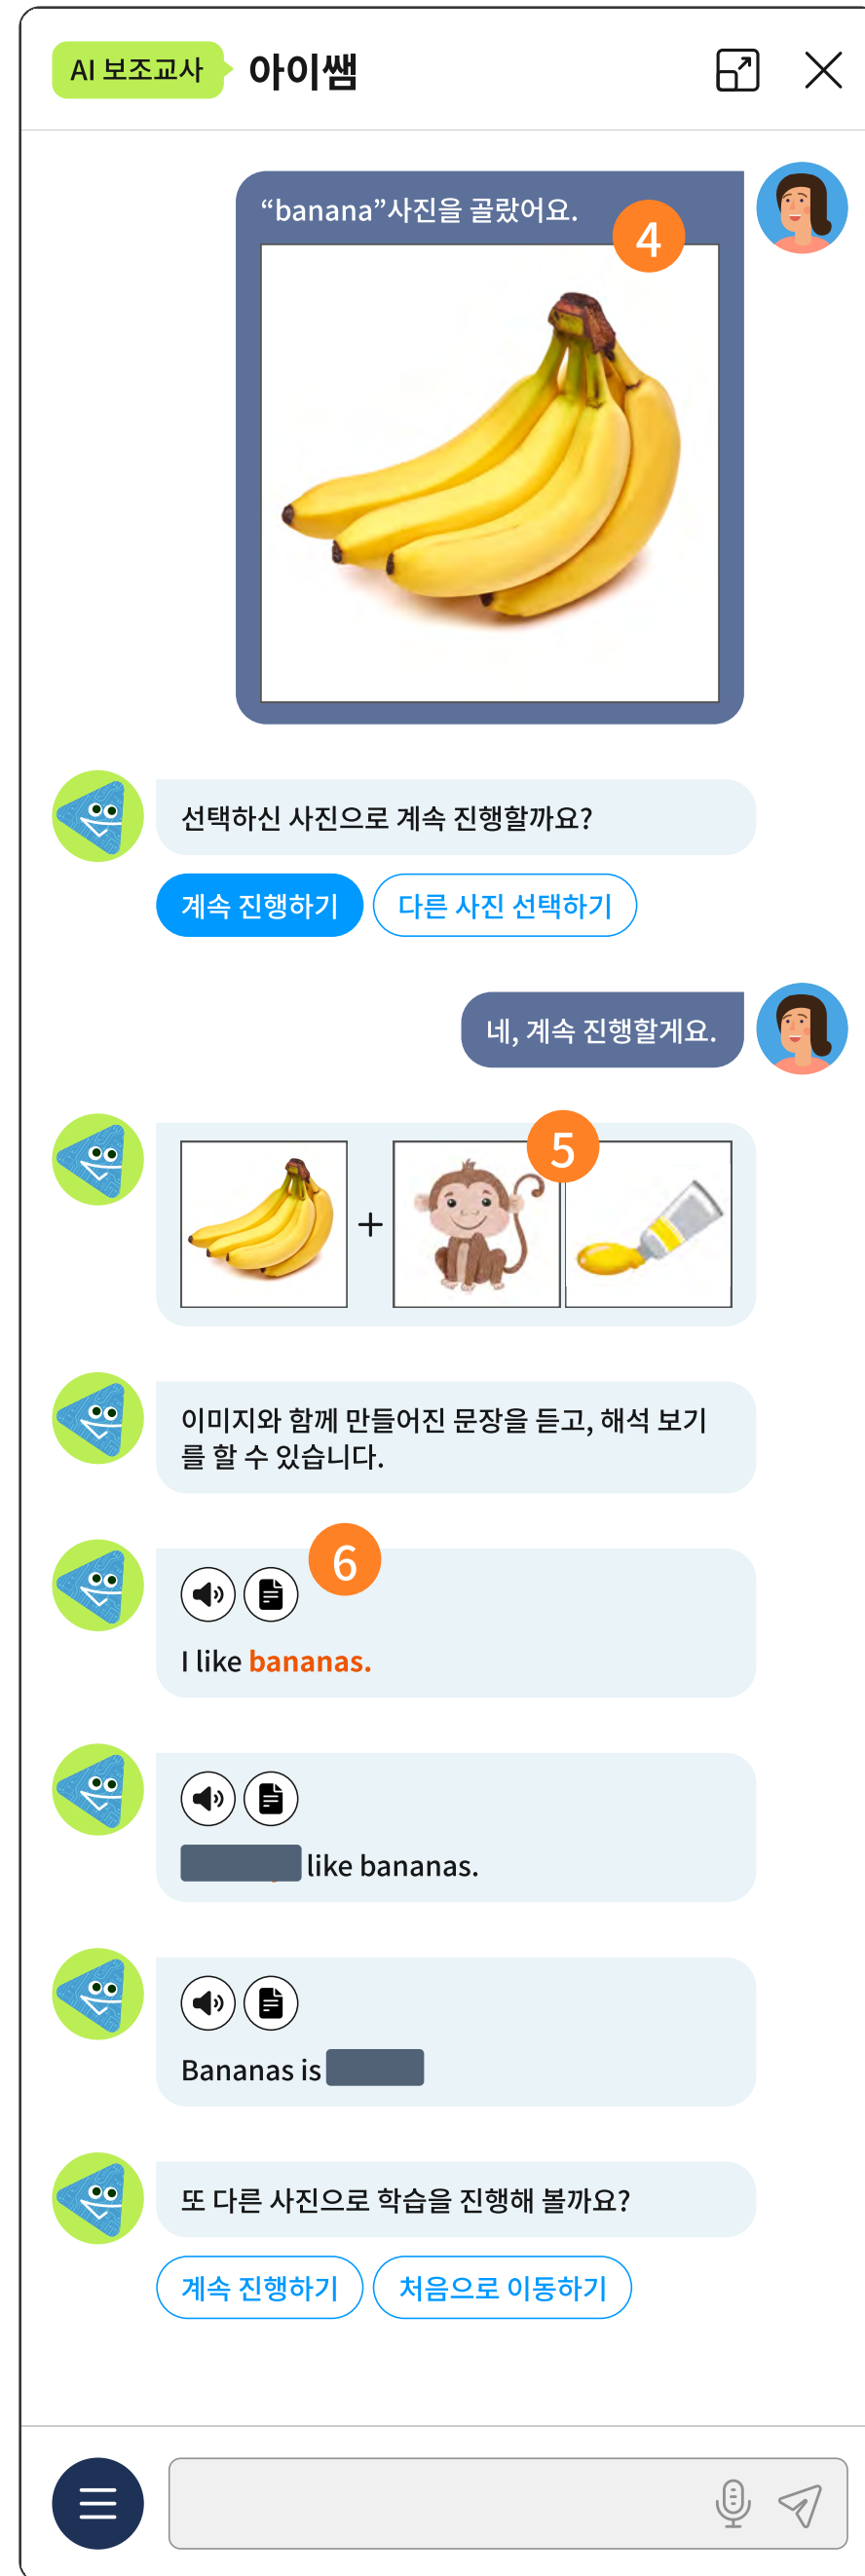 AI 보조교사
아이쌤
“banana”사진을 골랐어요.
4
선택하신 사진으로 계속 진행할까요?
계속 진행하기
다른 사진 선택하기
네, 계속 진행할게요.
5
+
이미지와 함께 만들어진 문장을 듣고, 해석 보기
를 할 수 있습니다.
6
I like bananas.
like bananas.
Bananas is
또 다른 사진으로 학습을 진행해 볼까요?
계속 진행하기
처음으로 이동하기